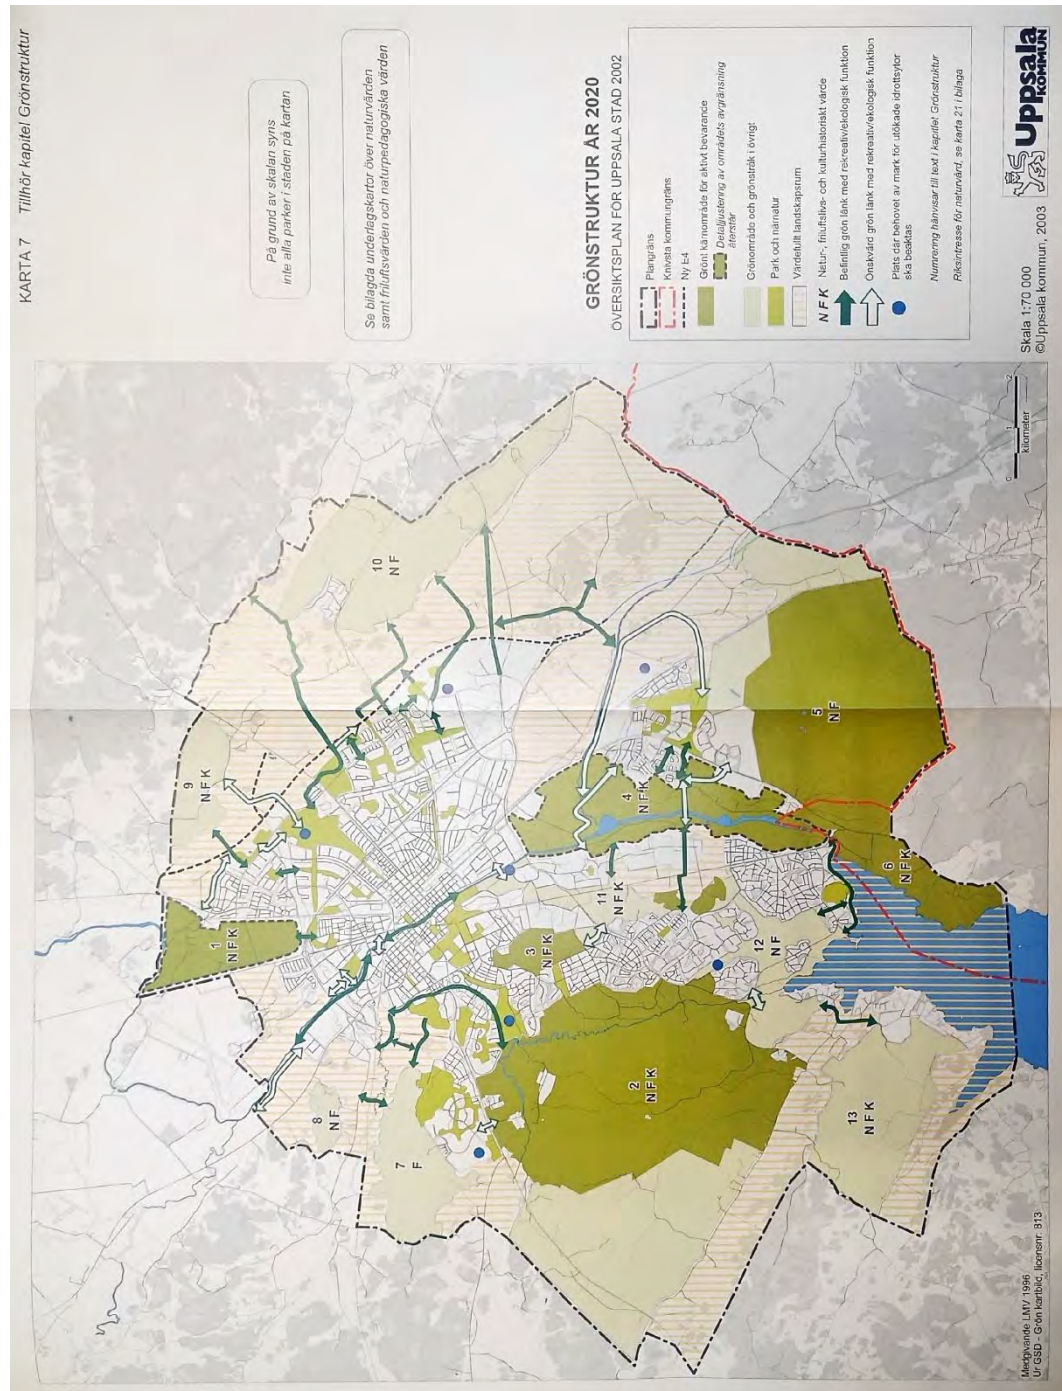 KARTA 7 Tillhör kapitel Grönstruktur
På grund av skalan syns
inte alla parker i staden på kartan
Se bilagda underlagskartor över naturvärden
samt friluftsvärden och naturpedagogiska värden
GRÖNSTRUKTUR ÅR 2020
ÖVERSIKTSPLAN FÖR UPPSALA STAD 2002
Plangräns
Knivsta kommungräns
Ny E4
Grönt kärnområde för aktivt bevarande
Detaljjustering av områdets avgränsning
återstår
Grönområde och grönstråk i övrigt
Park och närnatur
Värdefullt landskapsrum
N F K Natur-, friluftslivs- och kulturhistoriskt värde
Befintlig grön länk med rekreativ/ekologisk funktion
Önskvärd grön länk med rekreativ/ekologisk funktion
Plats där behovet av mark för utökade idrottsytor
ska beaktas
Numrering hänvisar till text i kapitlet Grönstruktur
Riksintresse för naturvård, se karta 21 i bilaga
Skala 1:70 000
©Uppsala kommun, 2003
Uppsala
KOMMUN
1
N F K
2
N F K
3
N F K
4
N F K
5
N F
6
N F K
7
F
8
N F
9
N F K
10
N F
11
N F K
12
N F
13
N F K
0 1 2
kilometer
Medgivande LMV 1996
Ur GSD - Grön kartbild, licensnr: 813